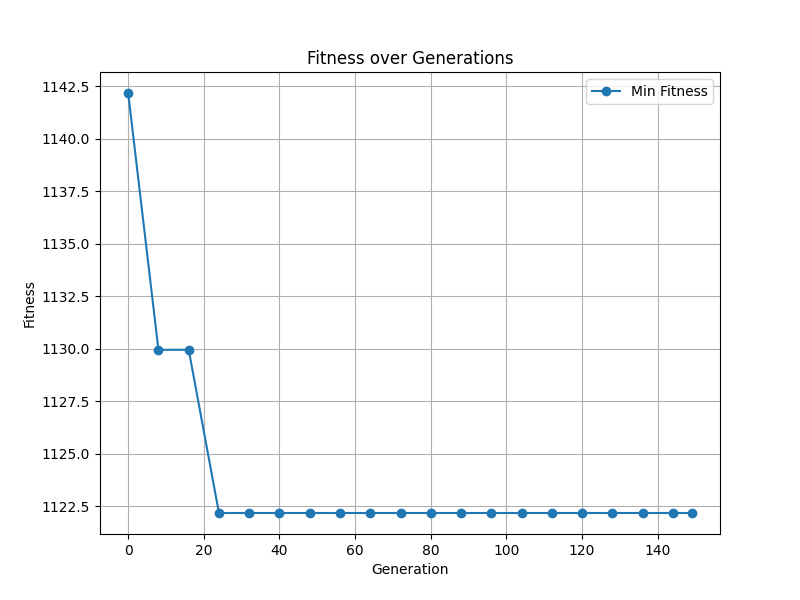 Fitness over Generations
Min Fitness
Fitness
1142.5
1140.0
1137.5
1135.0
1132.5
1130.0
1127.5
1125.0
1122.5
0 20 40 60 80 100 120 140
Generation